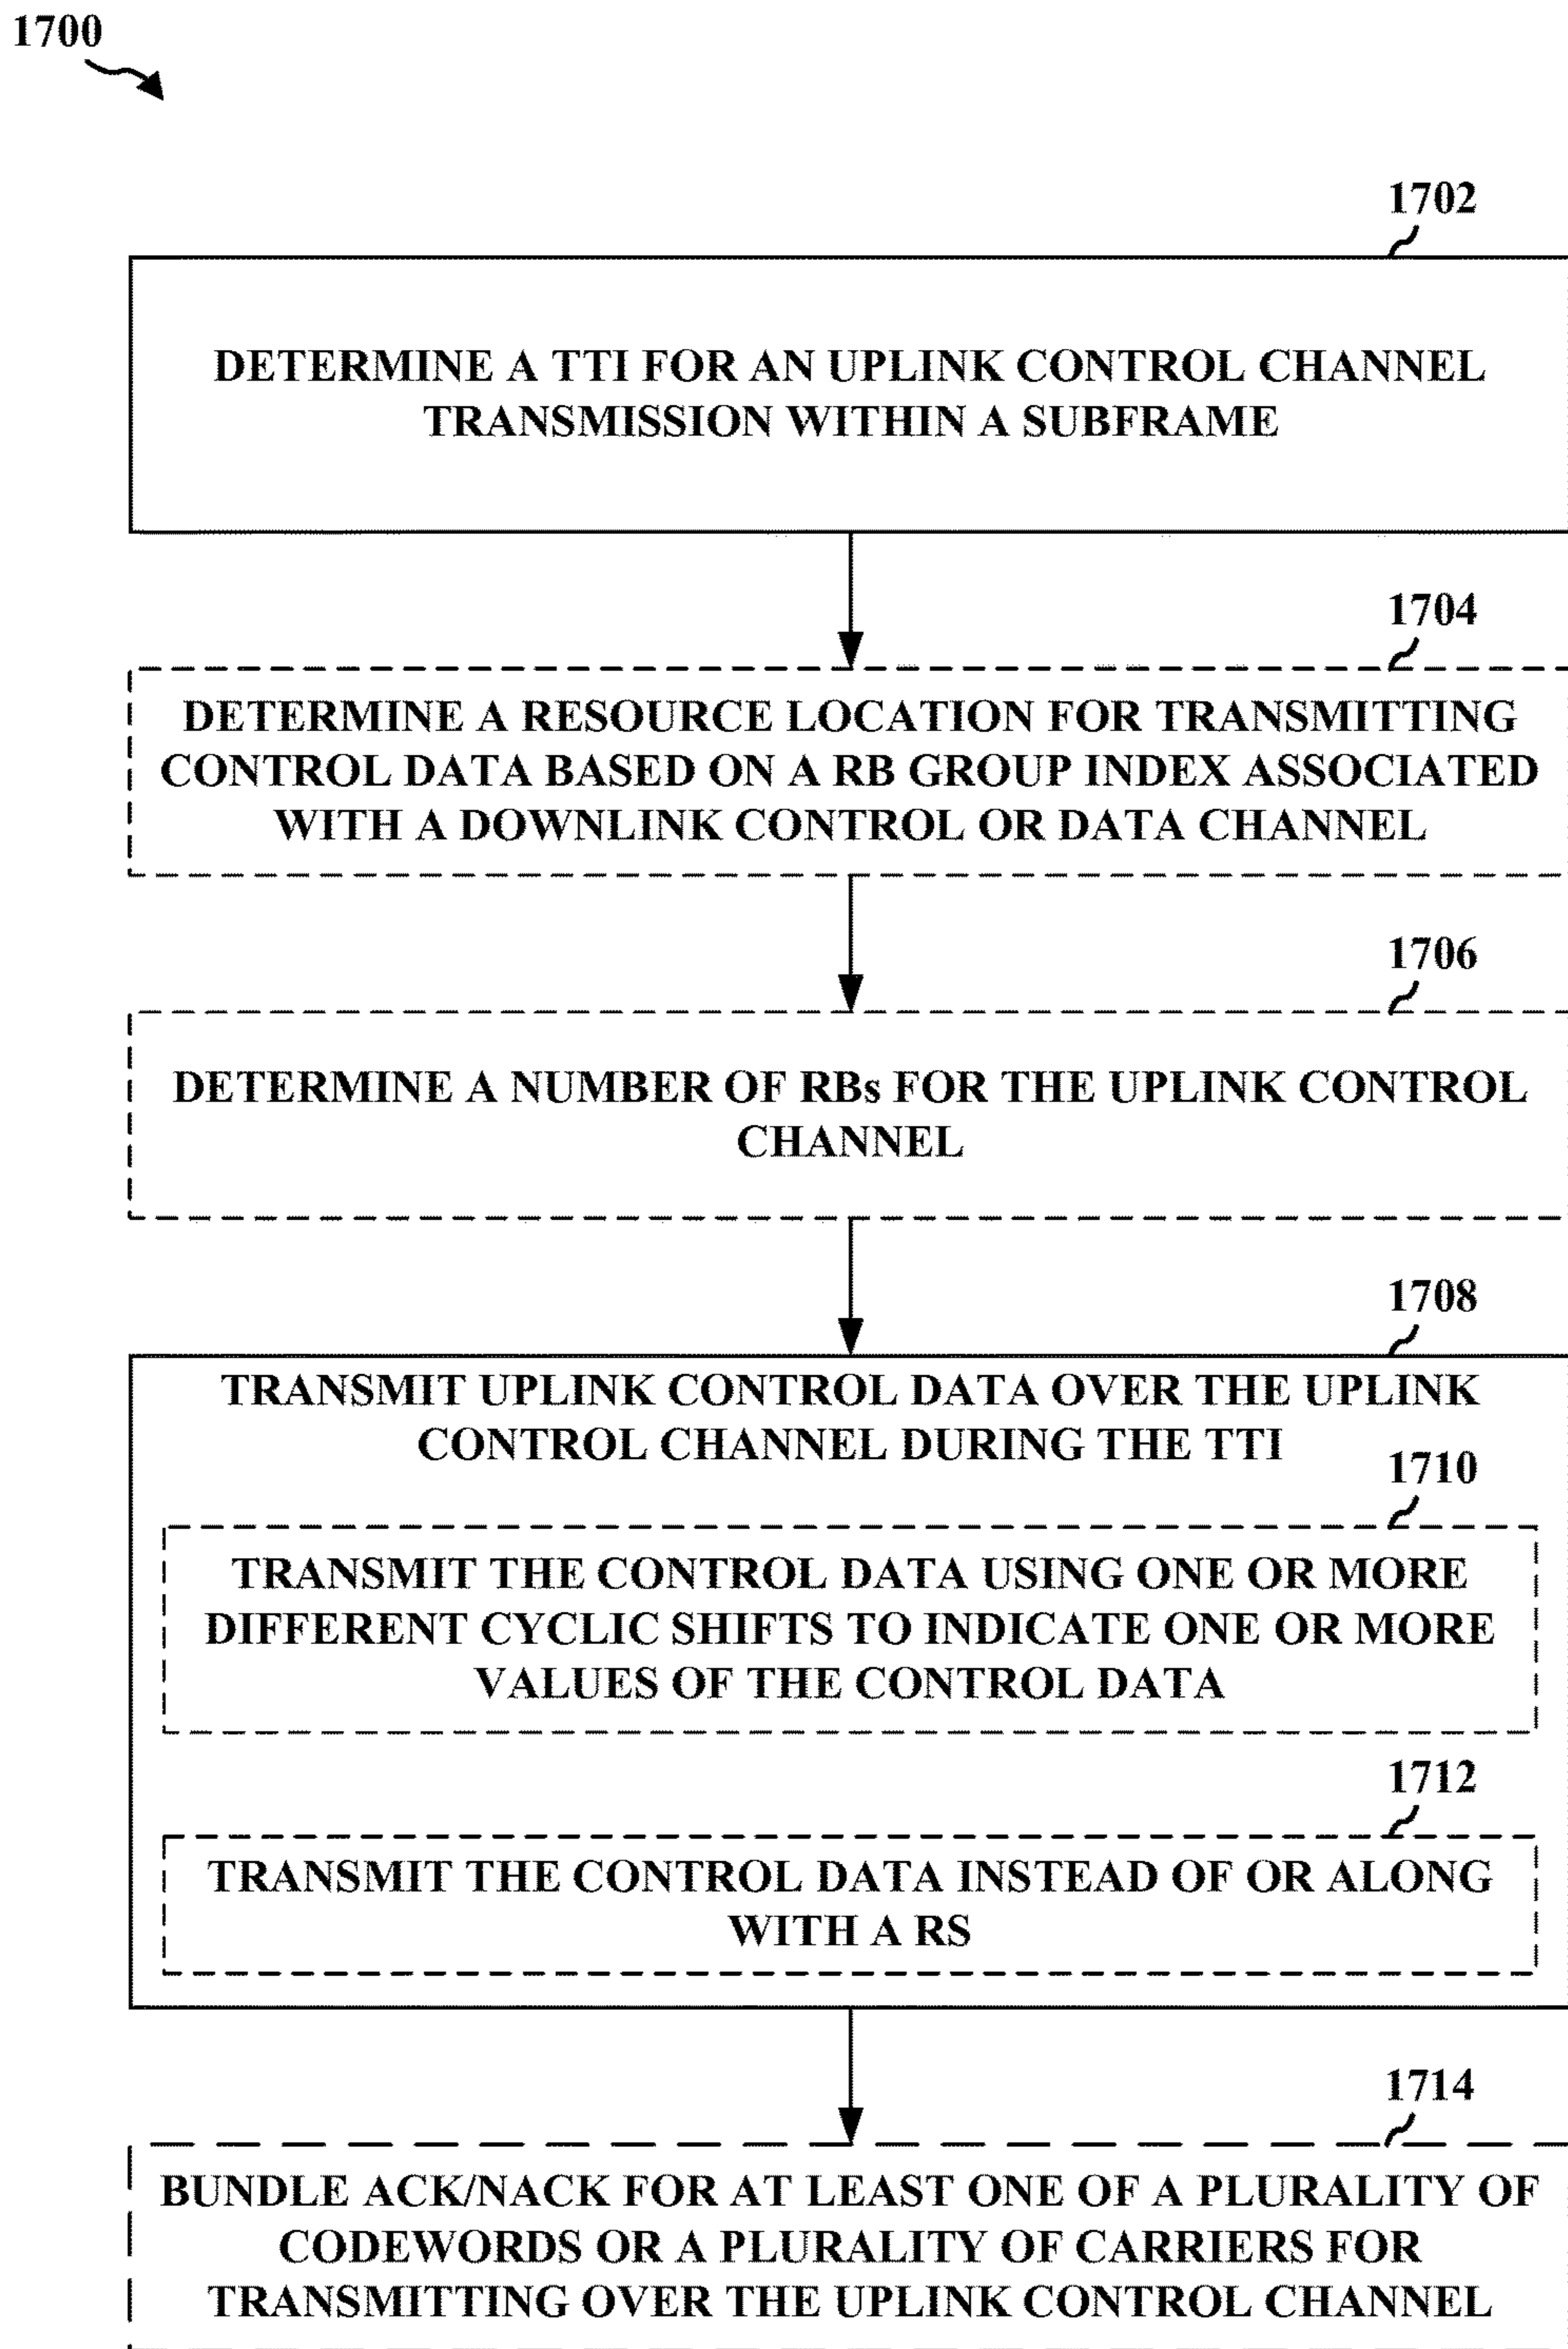 1700
1702
DETERMINE A TTI FOR AN UPLINK CONTROL CHANNEL
TRANSMISSION WITHIN A SUBFRAME
1704
DETERMINE A RESOURCE LOCATION FOR TRANSMITTING
CONTROL DATA BASED ON A RB GROUP INDEX ASSOCIATED
WITH A DOWNLINK CONTROL OR DATA CHANNEL
1706
DETERMINE A NUMBER OF RBs FOR THE UPLINK CONTROL
CHANNEL
1708
TRANSMIT UPLINK CONTROL DATA OVER THE UPLINK
CONTROL CHANNEL DURING THE TTI
1710
TRANSMIT THE CONTROL DATA USING ONE OR MORE
DIFFERENT CYCLIC SHIFTS TO INDICATE ONE OR MORE
VALUES OF THE CONTROL DATA
1712
TRANSMIT THE CONTROL DATA INSTEAD OF OR ALONG
WITH A RS
1714
BUNDLE ACK/NACK FOR AT LEAST ONE OF A PLURALITY OF
CODEWORDS OR A PLURALITY OF CARRIERS FOR
TRANSMITTING OVER THE UPLINK CONTROL CHANNEL